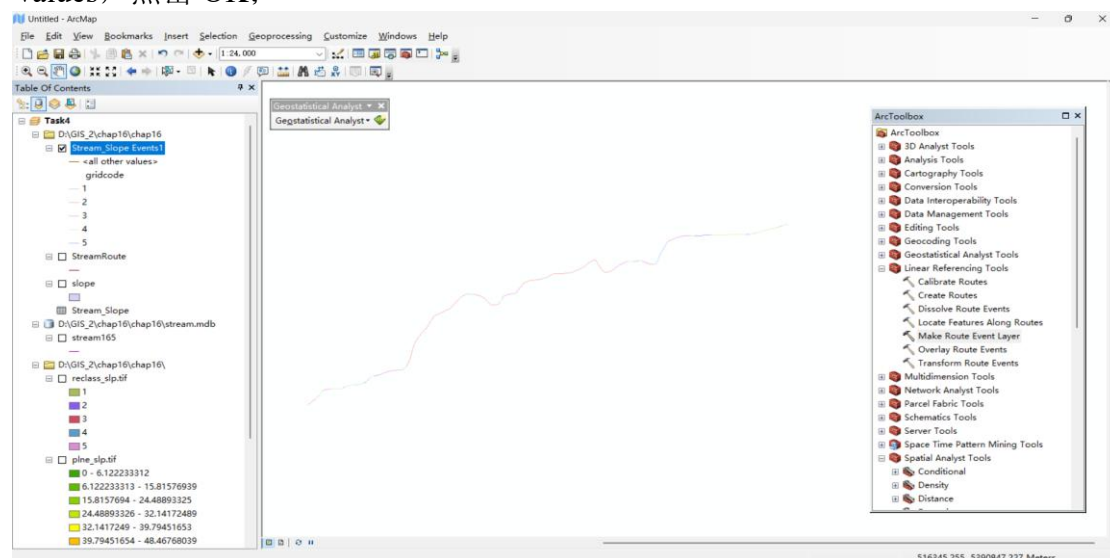 values，点击 OK;
Untitled - ArcMap
File Edit View Bookmarks Insert Selection Geoprocessing Customize Windows Help
1:24,000
Table Of Contents
Task4
D:\GIS_2\chap16\chap16
Stream_Slope Events1
<all other values>
gridcode
1
2
3
4
5
StreamRoute
slope
Stream_Slope
D:\GIS_2\chap16\chap16\stream.mdb
stream165
D:\GIS_2\chap16\chap16\
reclass_slp.tif
1
2
3
4
5
plne_slp.tif
0 - 6.122233312
6.122233313 - 15.81576939
15.8157694 - 24.48893325
24.48893326 - 32.14172489
32.1417249 - 39.79451653
39.79451654 - 48.46768039
Geostatistical Analyst
Geostatistical Analyst
ArcToolbox
ArcToolbox
3D Analyst Tools
Analysis Tools
Cartography Tools
Conversion Tools
Data Interoperability Tools
Data Management Tools
Editing Tools
Geocoding Tools
Geostatistical Analyst Tools
Linear Referencing Tools
Calibrate Routes
Create Routes
Dissolve Route Events
Locate Features Along Routes
Make Route Event Layer
Overlay Route Events
Transform Route Events
Multidimension Tools
Network Analyst Tools
Parcel Fabric Tools
Schematics Tools
Server Tools
Space Time Pattern Mining Tools
Spatial Analyst Tools
Conditional
Density
Distance
516345.255 5390847.227 Meters